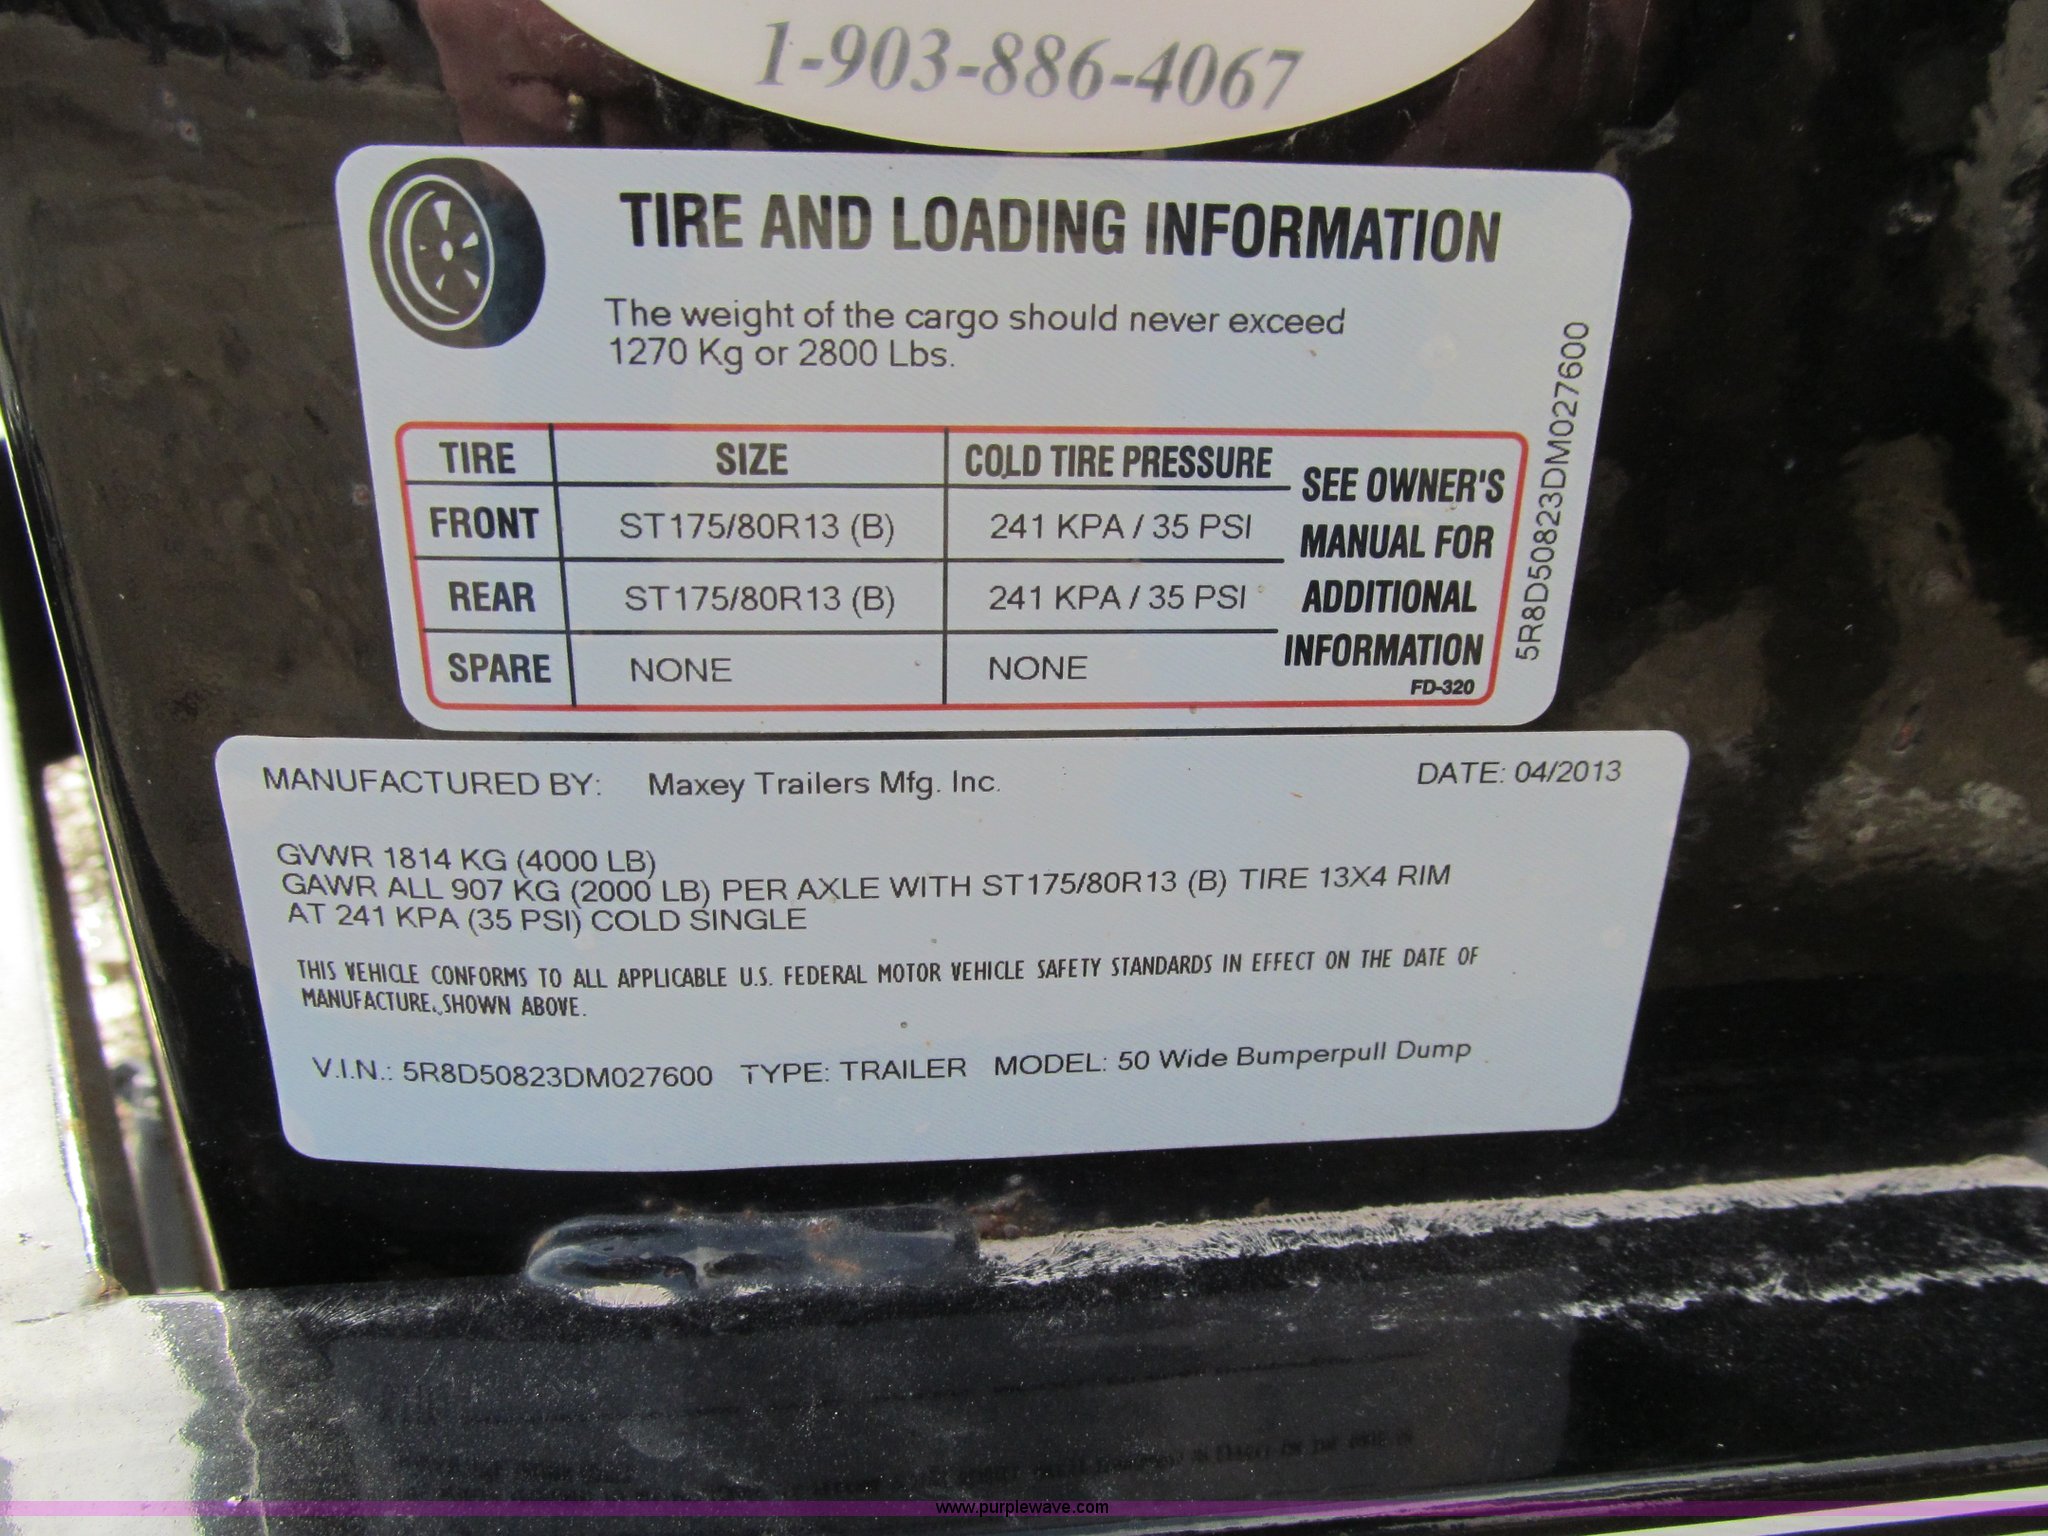 1-903-886-4067
TIRE AND LOADING INFORMATION
The weight of the cargo should never exceed
1270 Kg or 2800 Lbs.
TIRE SIZE COLD TIRE PRESSURE
FRONT ST175/80R13 (B) 241 KPA / 35 PSI
REAR ST175/80R13 (B) 241 KPA / 35 PSI
SPARE NONE NONE
SEE OWNER'S
MANUAL FOR
ADDITIONAL
INFORMATION
FD-320
5R8D50823DM027600
MANUFACTURED BY: Maxey Trailers Mfg. Inc. DATE: 04/2013
GVWR 1814 KG (4000 LB)
GAWR ALL 907 KG (2000 LB) PER AXLE WITH ST175/80R13 (B) TIRE 13X4 RIM
AT 241 KPA (35 PSI) COLD SINGLE
THIS VEHICLE CONFORMS TO ALL APPLICABLE U.S. FEDERAL MOTOR VEHICLE SAFETY STANDARDS IN EFFECT ON THE DATE OF
MANUFACTURE, SHOWN ABOVE.
V.I.N.: 5R8D50823DM027600 TYPE: TRAILER MODEL: 50 Wide Bumperpull Dump
www.purplewave.com